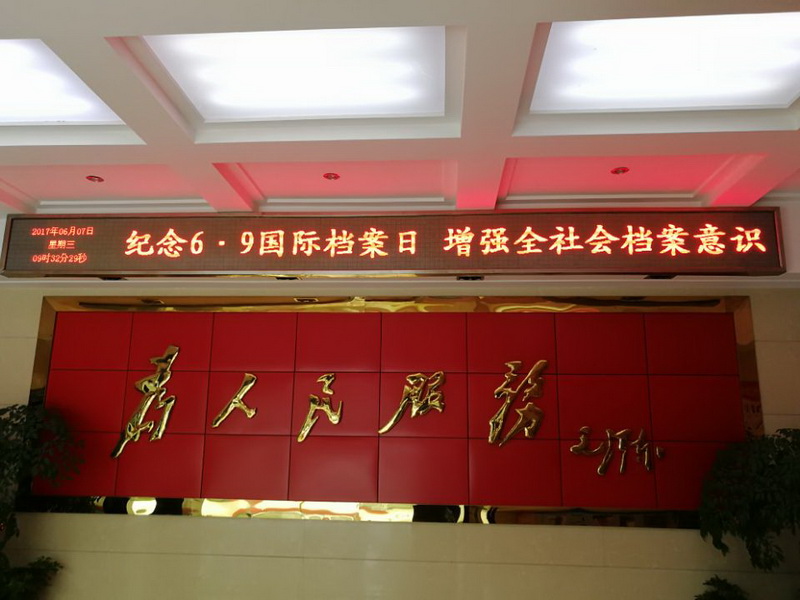 2017年06月07日
星期三
09时32分29秒
纪念6·9国际档案日 增强全社会档案意识
为人民服务
毛泽东